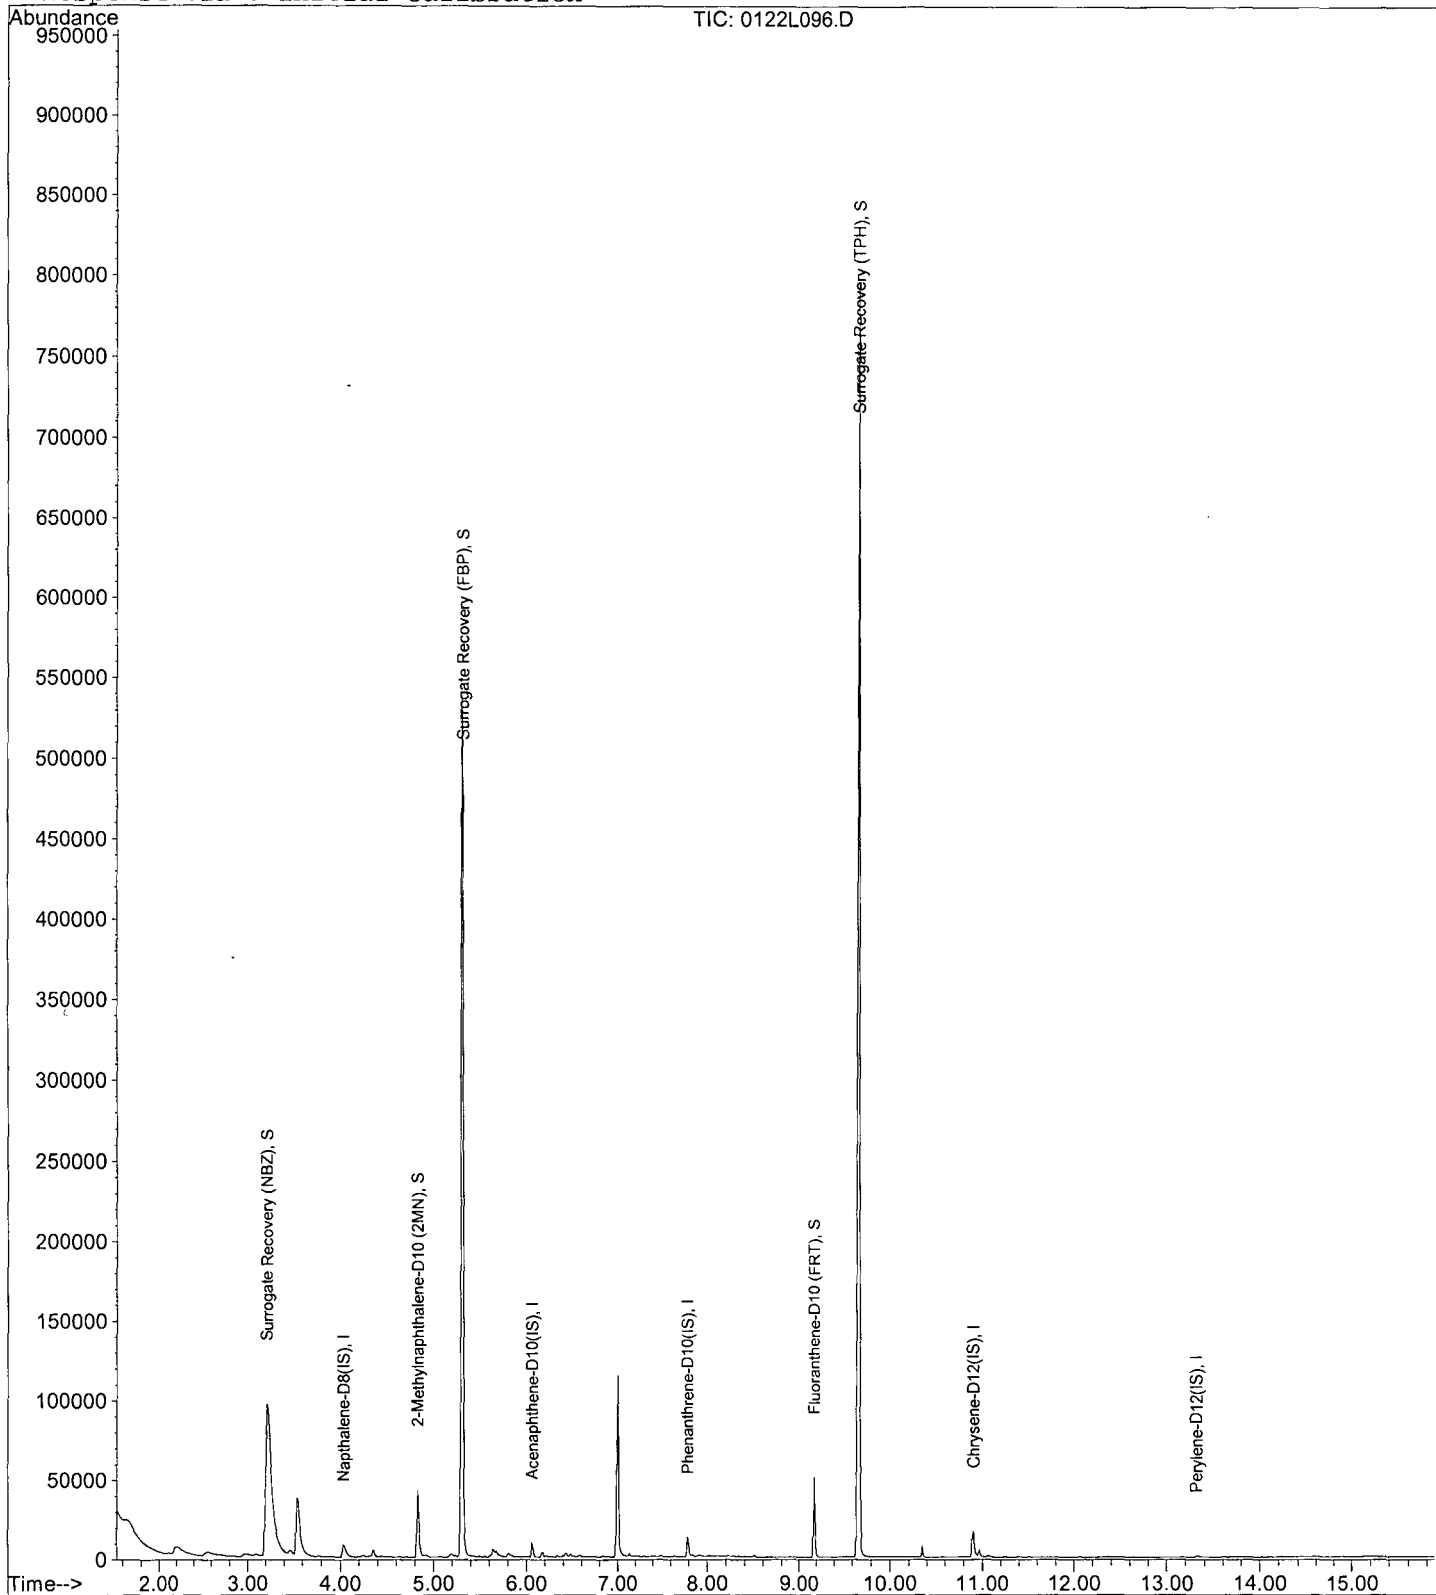 Abundance
TIC: 0122L096.D
950000
900000
850000
800000
750000
700000
650000
600000
550000
500000
450000
400000
350000
300000
250000
200000
150000
100000
50000
0
Surrogate Recovery (NBZ), S
Napthalene-D8(IS), I
2-Methylnaphthalene-D10 (2MN), S
Surrogate Recovery (FBP), S
Acenaphthene-D10(IS), I
Phenanthrene-D10(IS), I
Fluoranthene-D10 (FRT), S
Surrogate Recovery (TPH), S
Chrysene-D12(IS), I
Perylene-D12(IS), I
Time--> 2.00 3.00 4.00 5.00 6.00 7.00 8.00 9.00 10.00 11.00 12.00 13.00 14.00 15.00